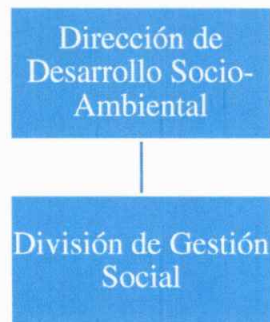 Dirección de
Desarrollo Socio-
Ambiental
División de Gestión
Social